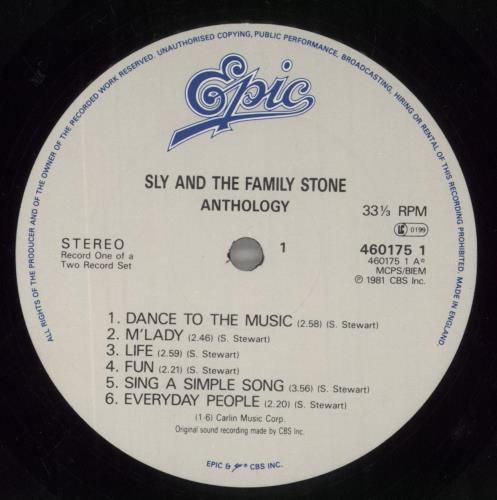 ALL RIGHTS OF THE PRODUCER AND OF THE OWNER OF THE RECORDED WORK RESERVED. UNAUTHORISED COPYING, PUBLIC PERFORMANCE, BROADCASTING, HIRING OR RENTAL OF THIS RECORDING PROHIBITED. MADE IN ENGLAND.
Epic
SLY AND THE FAMILY STONE
ANTHOLOGY
33⅓ RPM
LC 0199
STEREO
Record One of a
Two Record Set
1
460175 1
460175 1 A®
MCPS/BIEM
℗ 1981 CBS Inc.
1. DANCE TO THE MUSIC (2.58) (S. Stewart)
2. M'LADY (2.46) (S. Stewart)
3. LIFE (2.59) (S. Stewart)
4. FUN (2.21) (S. Stewart)
5. SING A SIMPLE SONG (3.56) (S. Stewart)
6. EVERYDAY PEOPLE (2.20) (S. Stewart)
(1-6) Carlin Music Corp.
Original sound recording made by CBS Inc.
EPIC & ® CBS INC.